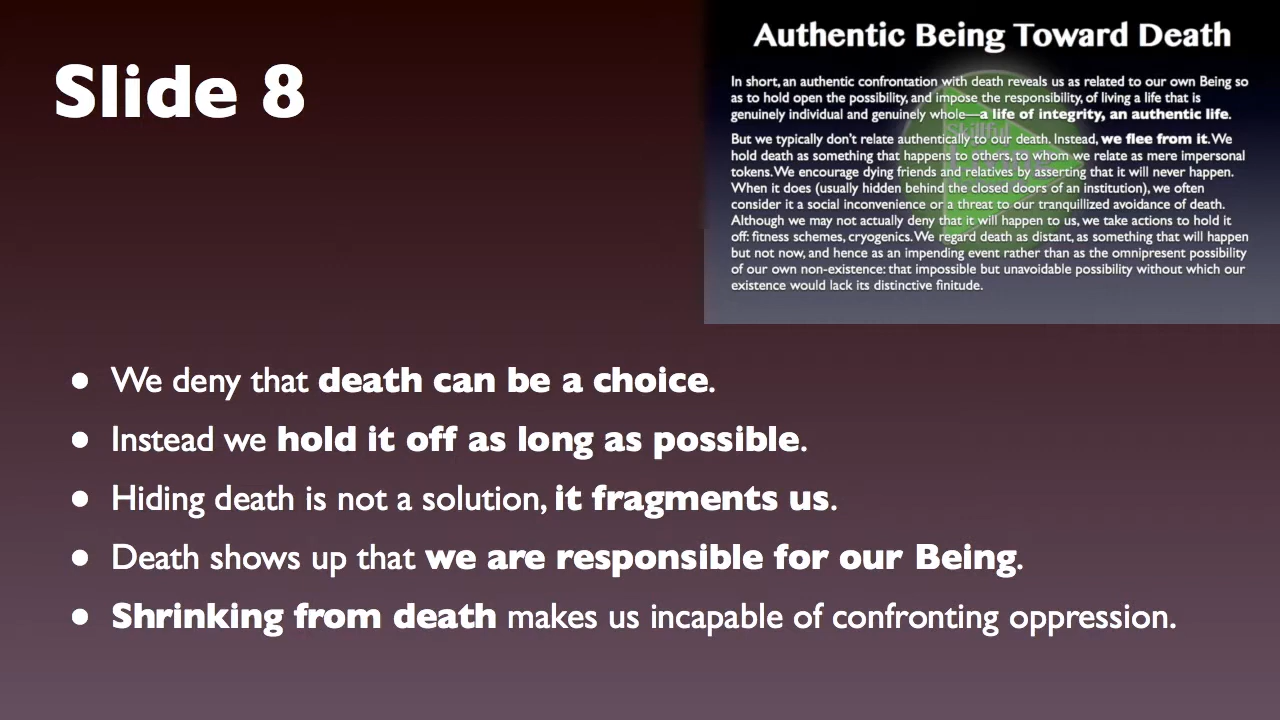 Slide 8
Authentic Being Toward Death
In short, an authentic confrontation with death reveals us as related to our own Being so
as to hold open the possibility, and impose the responsibility, of living a life that is
genuinely individual and genuinely whole—a life of integrity, an authentic life.
But we typically don't relate authentically to our death. Instead, we flee from it. We
hold death as something that happens to others, to whom we relate as mere impersonal
tokens. We encourage dying friends and relatives by asserting that it will never happen.
When it does (usually hidden behind the closed doors of an institution), we often
consider it a social inconvenience or a threat to our tranquillized avoidance of death.
Although we may not actually deny that it will happen to us, we take actions to hold it
off: fitness schemes, cryogenics. We regard death as distant, as something that will happen
but not now, and hence as an impending event rather than as the omnipresent possibility
of our own non-existence: that impossible but unavoidable possibility without which our
existence would lack its distinctive finitude.
Skillful
● We deny that death can be a choice.
● Instead we hold it off as long as possible.
● Hiding death is not a solution, it fragments us.
● Death shows up that we are responsible for our Being.
● Shrinking from death makes us incapable of confronting oppression.